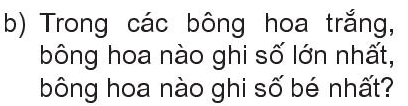 b) Trong các bông hoa trắng,
bông hoa nào ghi số lớn nhất,
bông hoa nào ghi số bé nhất?